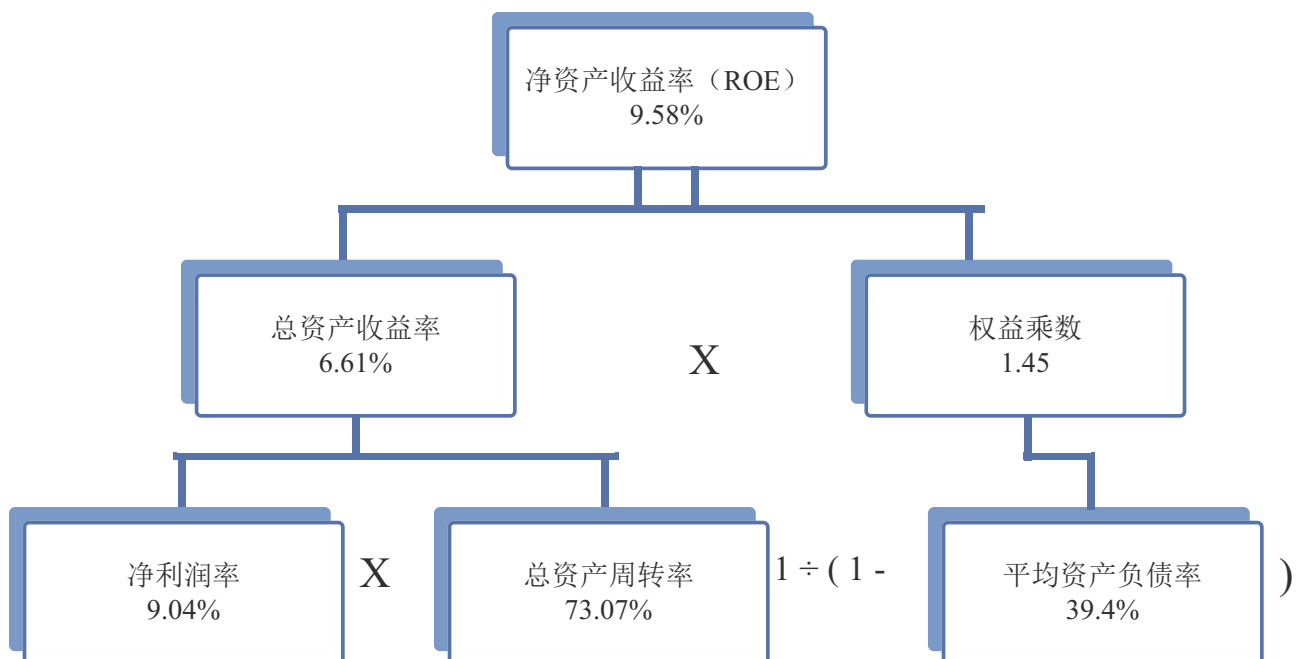 净资产收益率（ROE）
9.58%
总资产收益率
6.61%
X
权益乘数
1.45
净利润率
9.04%
X
总资产周转率
73.07%
1 ÷ ( 1 -
平均资产负债率
39.4%
)